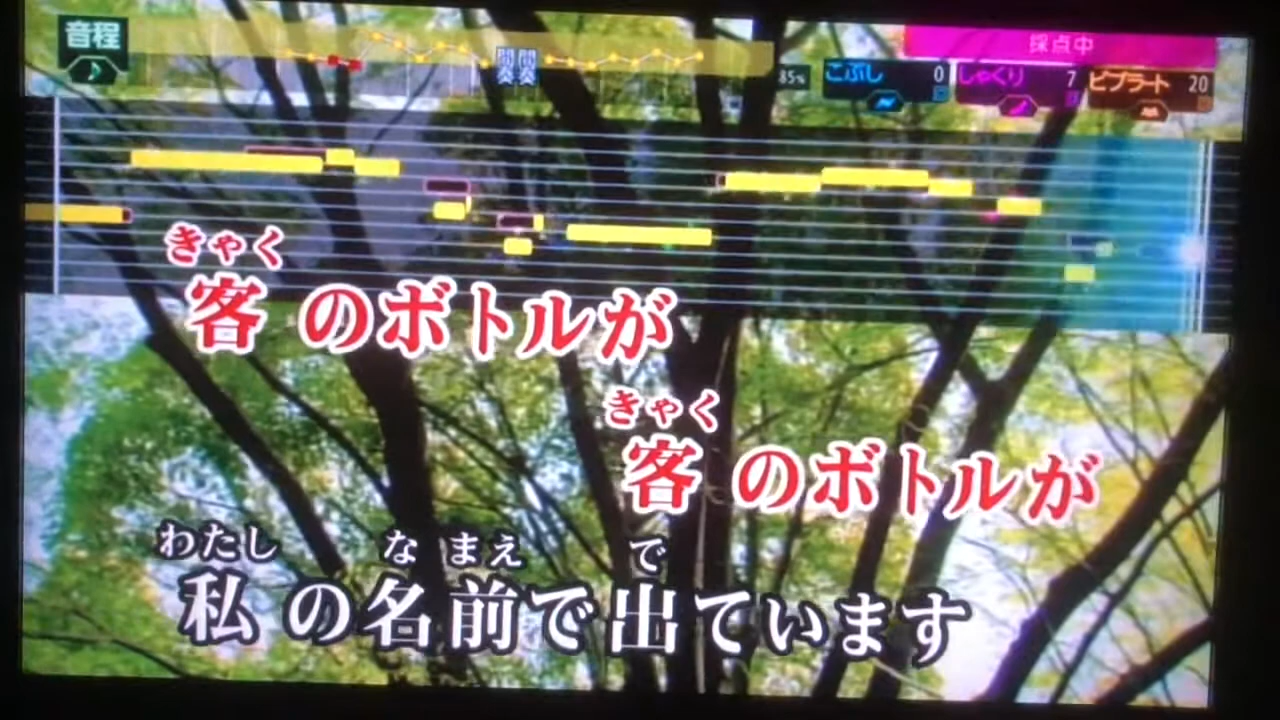 音程
採点中
間奏 間奏
85%
こぶし 0
しゃくり 7
ビブラート 20
きゃく
客のボトルが
きゃく
客のボトルが
わたし なまえ で
私の名前で出ています